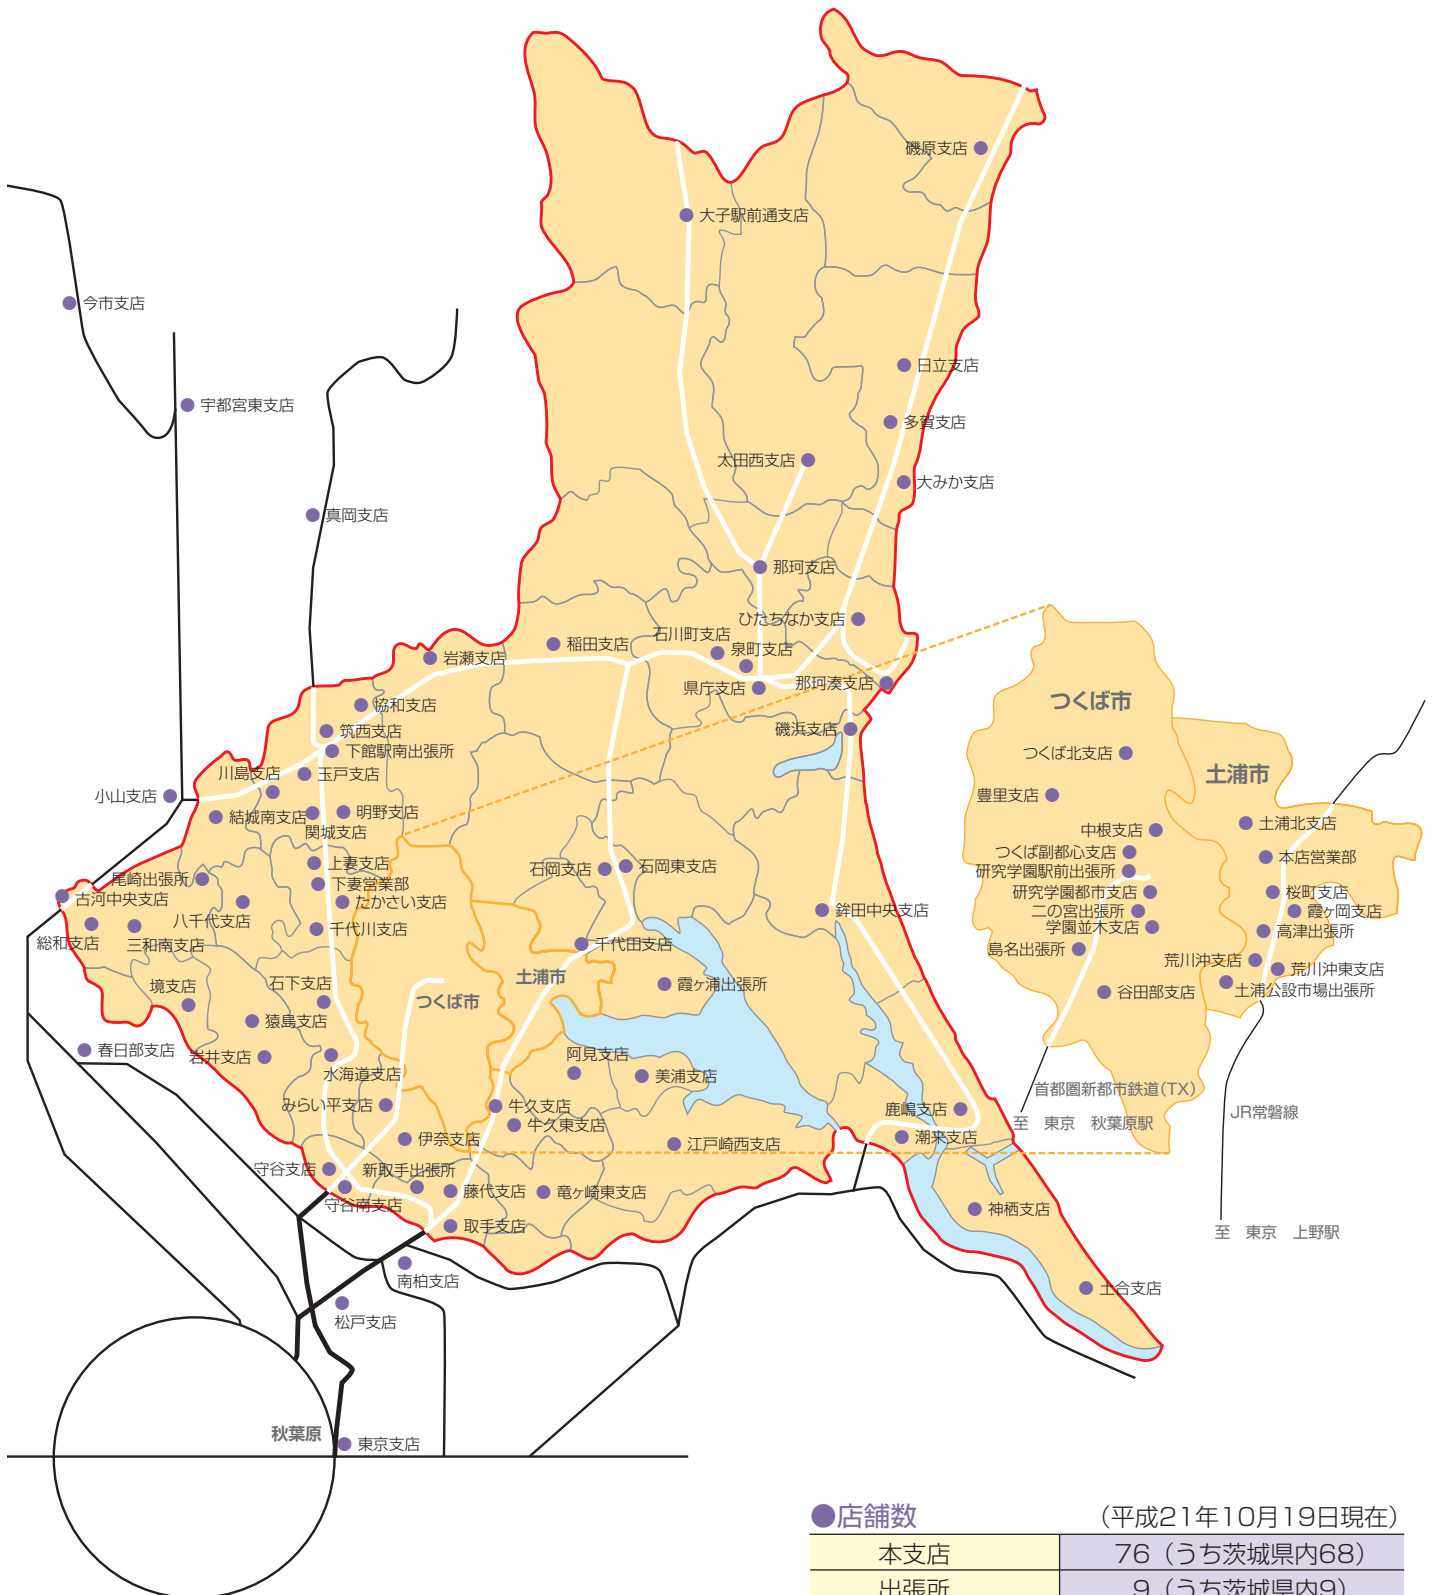 磯原支店
大子駅前通支店
今市支店
日立支店
宇都宮東支店
多賀支店
太田西支店
大みか支店
真岡支店
那珂支店
ひたちなか支店
石川町支店
稲田支店
泉町支店
岩瀬支店
県庁支店
那珂湊支店
つくば市
協和支店
筑西支店
磯浜支店
下館駅南出張所
つくば北支店
川島支店
玉戸支店
土浦市
小山支店
豊里支店
結城南支店
明野支店
関城支店
土浦北支店
中根支店
つくば副都心支店
本店営業部
上妻支店
石岡支店
石岡東支店
研究学園駅前出張所
尾崎出張所
下妻営業部
古河中央支店
たかさい支店
研究学園都市支店
桜町支店
八千代支店
鉾田中央支店
二の宮出張所
霞ヶ岡支店
千代川支店
学園並木支店
高津出張所
総和支店
三和南支店
千代田支店
島名出張所
荒川沖支店
荒川沖東支店
土浦市
境支店
石下支店
霞ヶ浦出張所
谷田部支店
土浦公設市場出張所
つくば市
猿島支店
春日部支店
岩井支店
阿見支店
水海道支店
美浦支店
首都圏新都市鉄道(TX)
みらい平支店
牛久支店
鹿嶋支店
至　東京　秋葉原駅
JR常磐線
牛久東支店
伊奈支店
潮来支店
江戸崎西支店
守谷支店
新取手出張所
藤代支店
竜ヶ崎東支店
守谷南支店
神栖支店
取手支店
至　東京　上野駅
南柏支店
土合支店
松戸支店
秋葉原
東京支店
●店舗数
(平成21年10月19日現在)
本支店　76（うち茨城県内68）
出張所　9（うち茨城県内9）